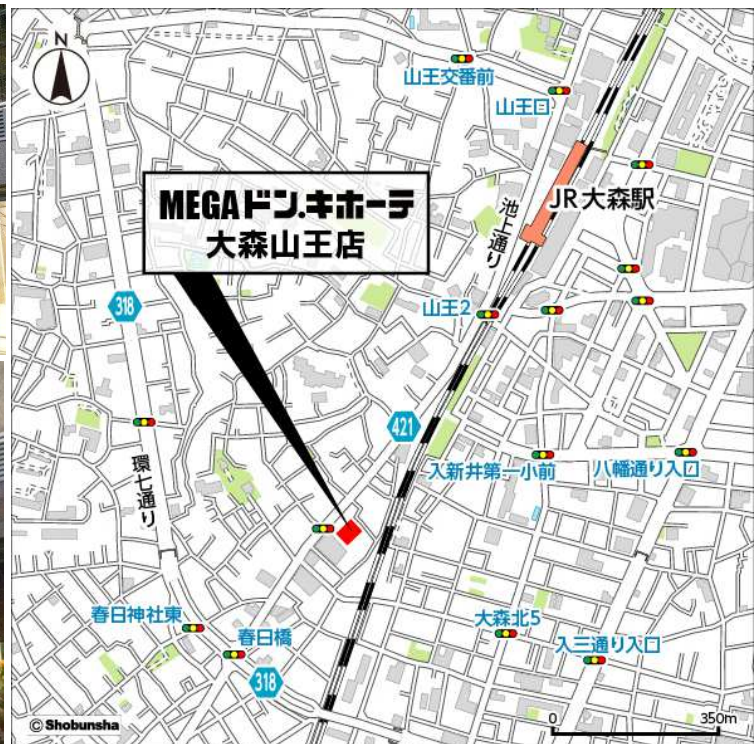 N
山王交番前
山王口
MEGAドン.キホーテ
大森山王店
JR大森駅
池上通り
318
山王2
421
環七通り
入新井第一小前
八幡通り入口
春日神社東
春日橋
大森北5
入三通り入口
318
© Shobunsha
0
350m